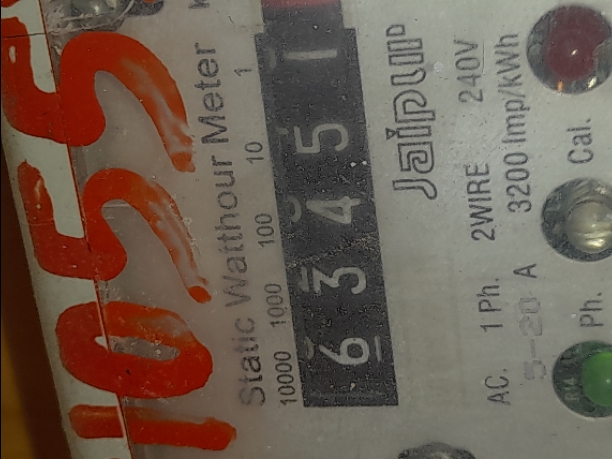 1055
Static Watthour Meter
10000 1000 100 10 1
6 3 4 5 1
Jaipur
AC. 1 Ph. 2WIRE 240V
5-20 A 3200 Imp/kWh
Ph. Cal.